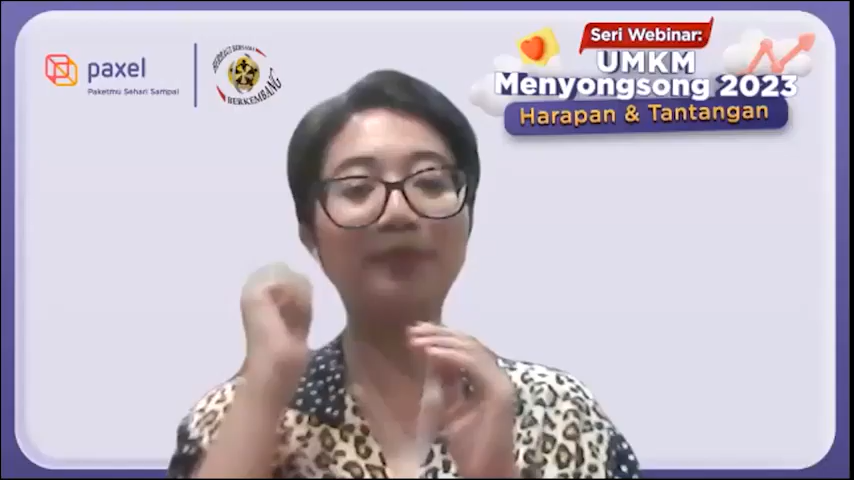 paxel
Paketmu Sehari Sampai
BERKEMBANG
Seri Webinar:
UMKM
Menyongsong 2023
Harapan & Tantangan